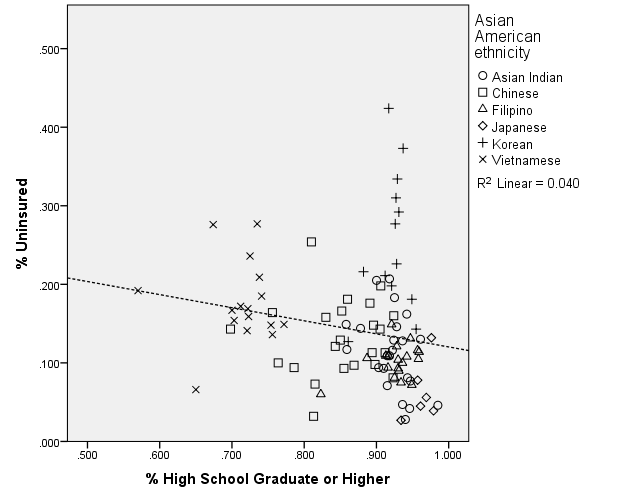 Asian
American
ethnicity
Asian Indian
Chinese
Filipino
Japanese
Korean
Vietnamese
R² Linear = 0.040
% Uninsured
.500
.400
.300
.200
.100
.000
.500 .600 .700 .800 .900 1.000
% High School Graduate or Higher